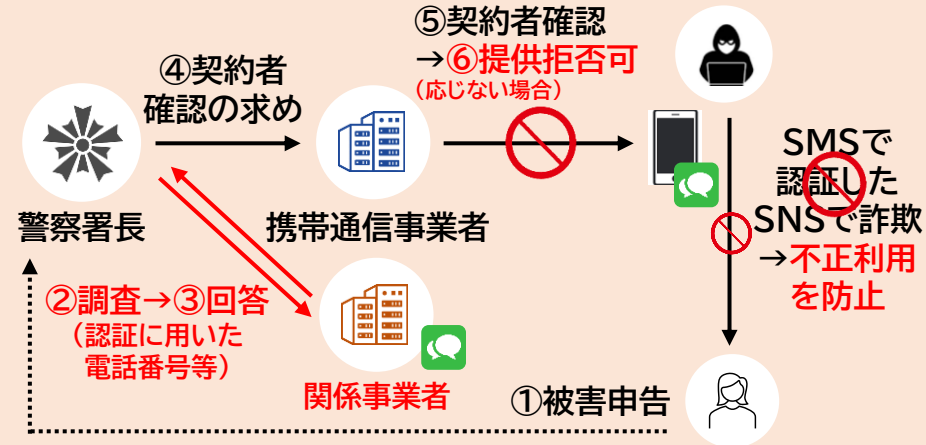 ⑤契約者確認
→⑥提供拒否可
（応じない場合）
④契約者
確認の求め
SMSで
認証した
SNSで詐欺
→不正利用
を防止
警察署長
携帯通信事業者
②調査→③回答
（認証に用いた
電話番号等）
関係事業者
①被害申告